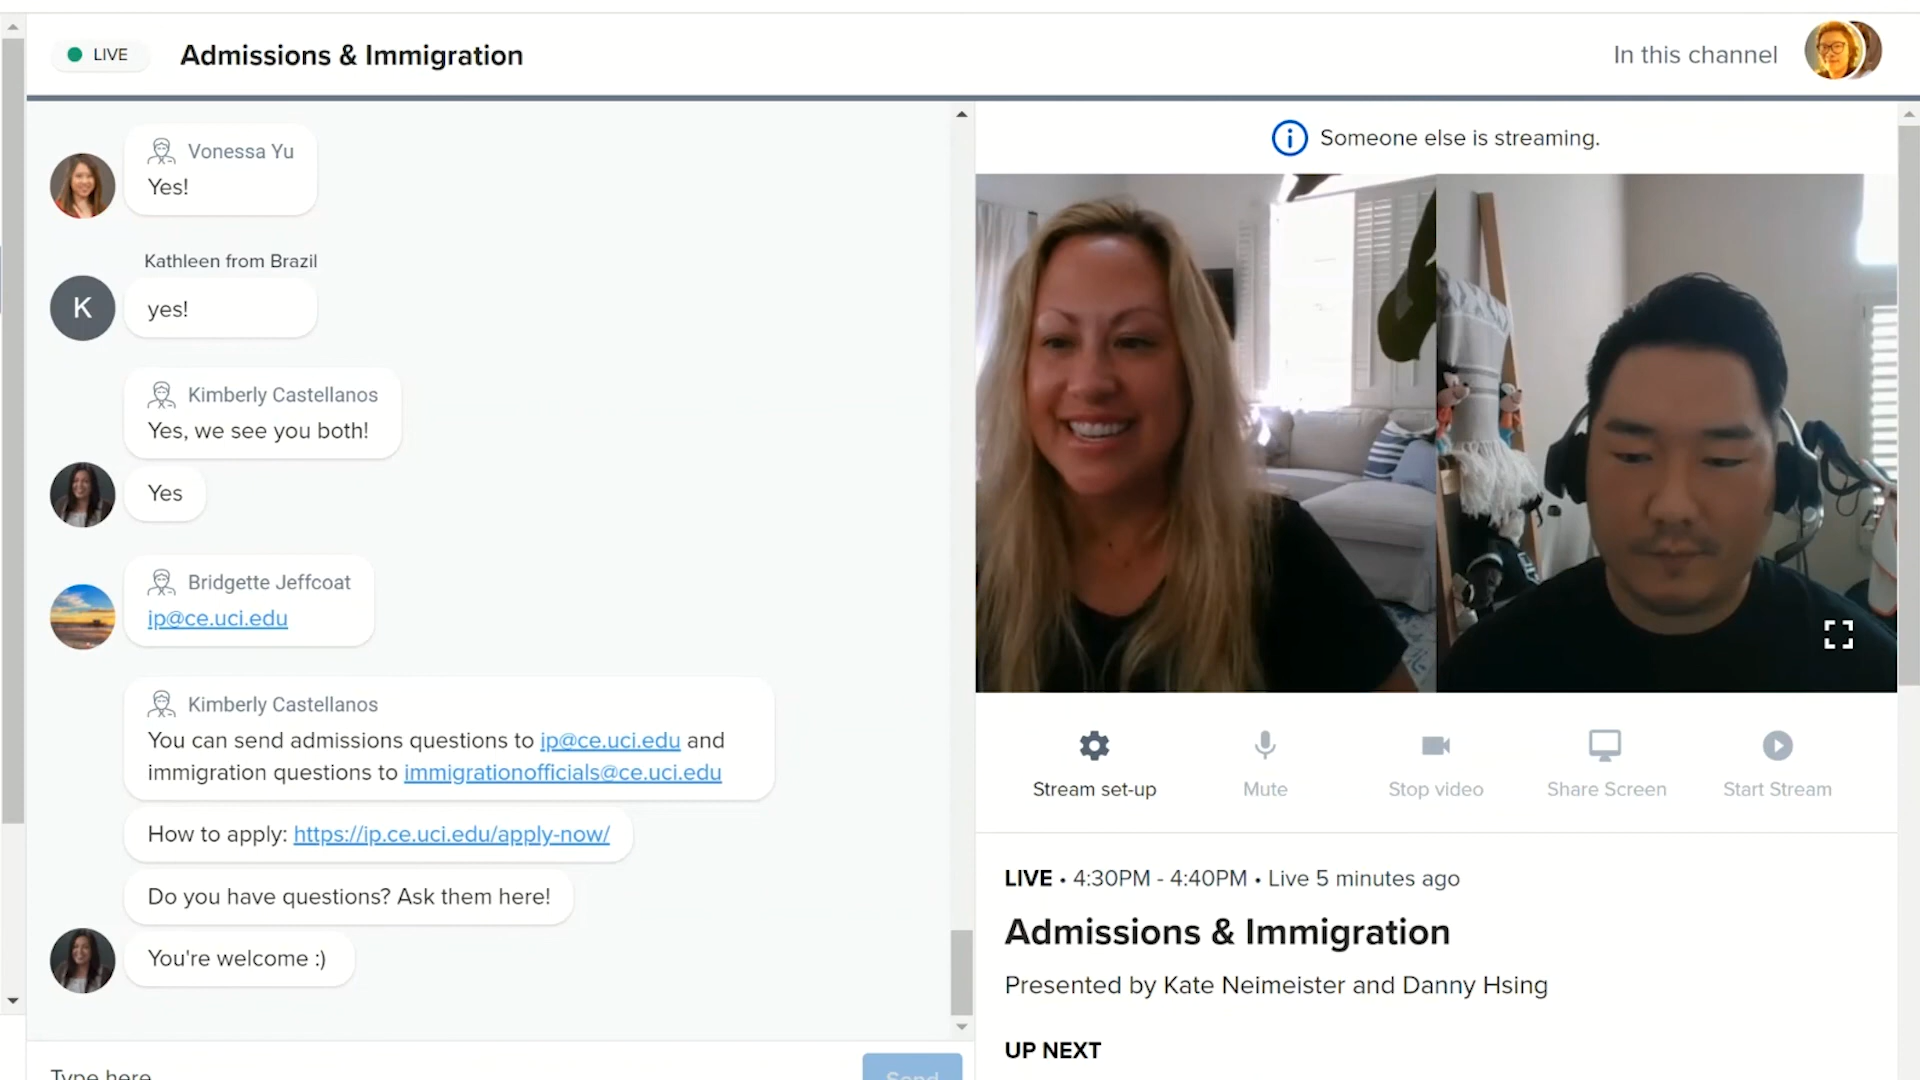 LIVE
Admissions & Immigration
In this channel
Vonessa Yu
Yes!
Kathleen from Brazil
K
yes!
Kimberly Castellanos
Yes, we see you both!
Yes
Bridgette Jeffcoat
ip@ce.uci.edu
Kimberly Castellanos
You can send admissions questions to ip@ce.uci.edu and
immigration questions to immigrationofficials@ce.uci.edu
How to apply: https://ip.ce.uci.edu/apply-now/
Do you have questions? Ask them here!
You're welcome :)
Type here
Send
Someone else is streaming.
Stream set-up
Mute
Stop video
Share Screen
Start Stream
LIVE • 4:30PM - 4:40PM • Live 5 minutes ago
Admissions & Immigration
Presented by Kate Neimeister and Danny Hsing
UP NEXT